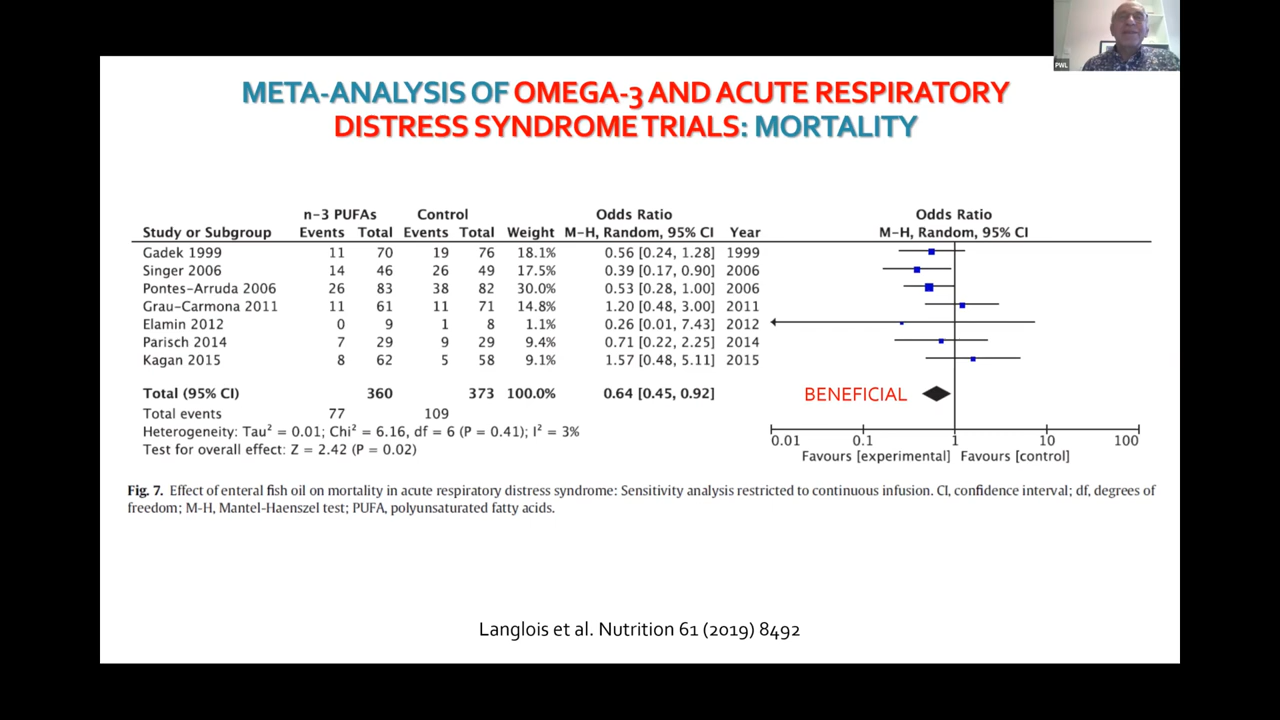 PWL
META-ANALYSIS OF OMEGA-3 AND ACUTE RESPIRATORY
DISTRESS SYNDROME TRIALS: MORTALITY
n-3 PUFAs Control Odds Ratio Odds Ratio
Study or Subgroup Events Total Events Total Weight M-H, Random, 95% CI Year M-H, Random, 95% CI
Gadek 1999 11 70 19 76 18.1% 0.56 [0.24, 1.28] 1999
Singer 2006 14 46 26 49 17.5% 0.39 [0.17, 0.90] 2006
Pontes-Arruda 2006 26 83 38 82 30.0% 0.53 [0.28, 1.00] 2006
Grau-Carmona 2011 11 61 11 71 14.8% 1.20 [0.48, 3.00] 2011
Elamin 2012 0 9 1 8 1.1% 0.26 [0.01, 7.43] 2012
Parisch 2014 7 29 9 29 9.4% 0.71 [0.22, 2.25] 2014
Kagan 2015 8 62 5 58 9.1% 1.57 [0.48, 5.11] 2015
Total (95% CI) 360 373 100.0% 0.64 [0.45, 0.92] BENEFICIAL
Total events 77 109
Heterogeneity: Tau² = 0.01; Chi² = 6.16, df = 6 (P = 0.41); I² = 3%
Test for overall effect: Z = 2.42 (P = 0.02)
0.01 0.1 1 10 100
Favours [experimental] Favours [control]
Fig. 7. Effect of enteral fish oil on mortality in acute respiratory distress syndrome: Sensitivity analysis restricted to continuous infusion. CI, confidence interval; df, degrees of
freedom; M-H, Mantel-Haenszel test; PUFA, polyunsaturated fatty acids.
Langlois et al. Nutrition 61 (2019) 8492